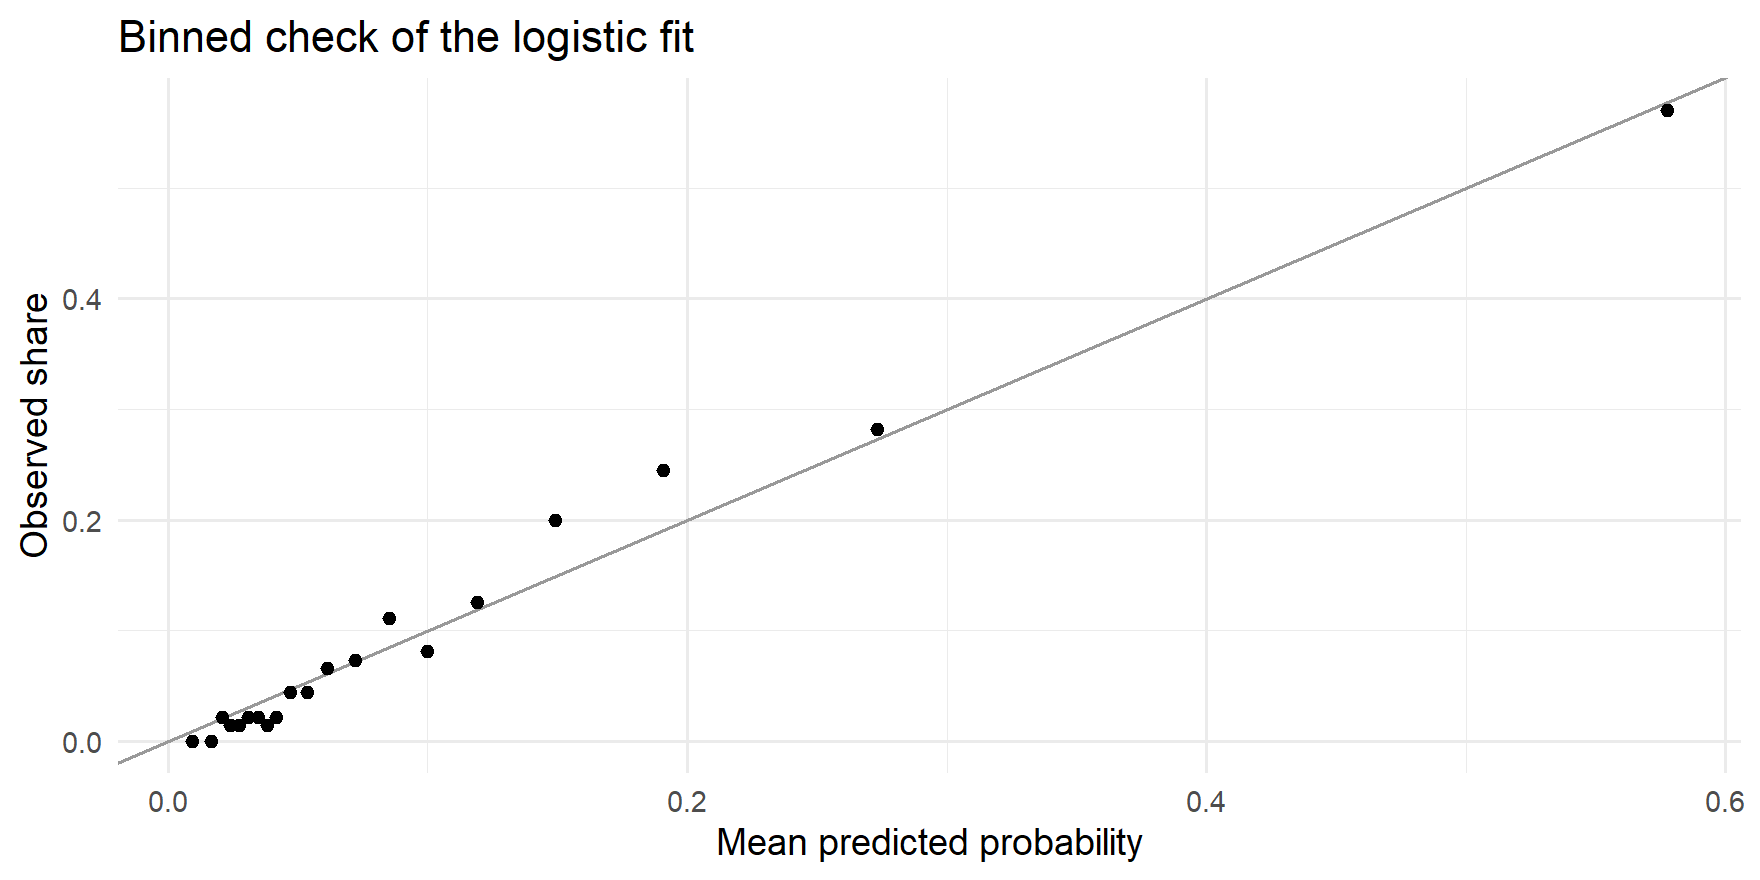 Binned check of the logistic fit
Observed share
0.4
0.2
0.0
0.0 0.2 0.4 0.6
Mean predicted probability